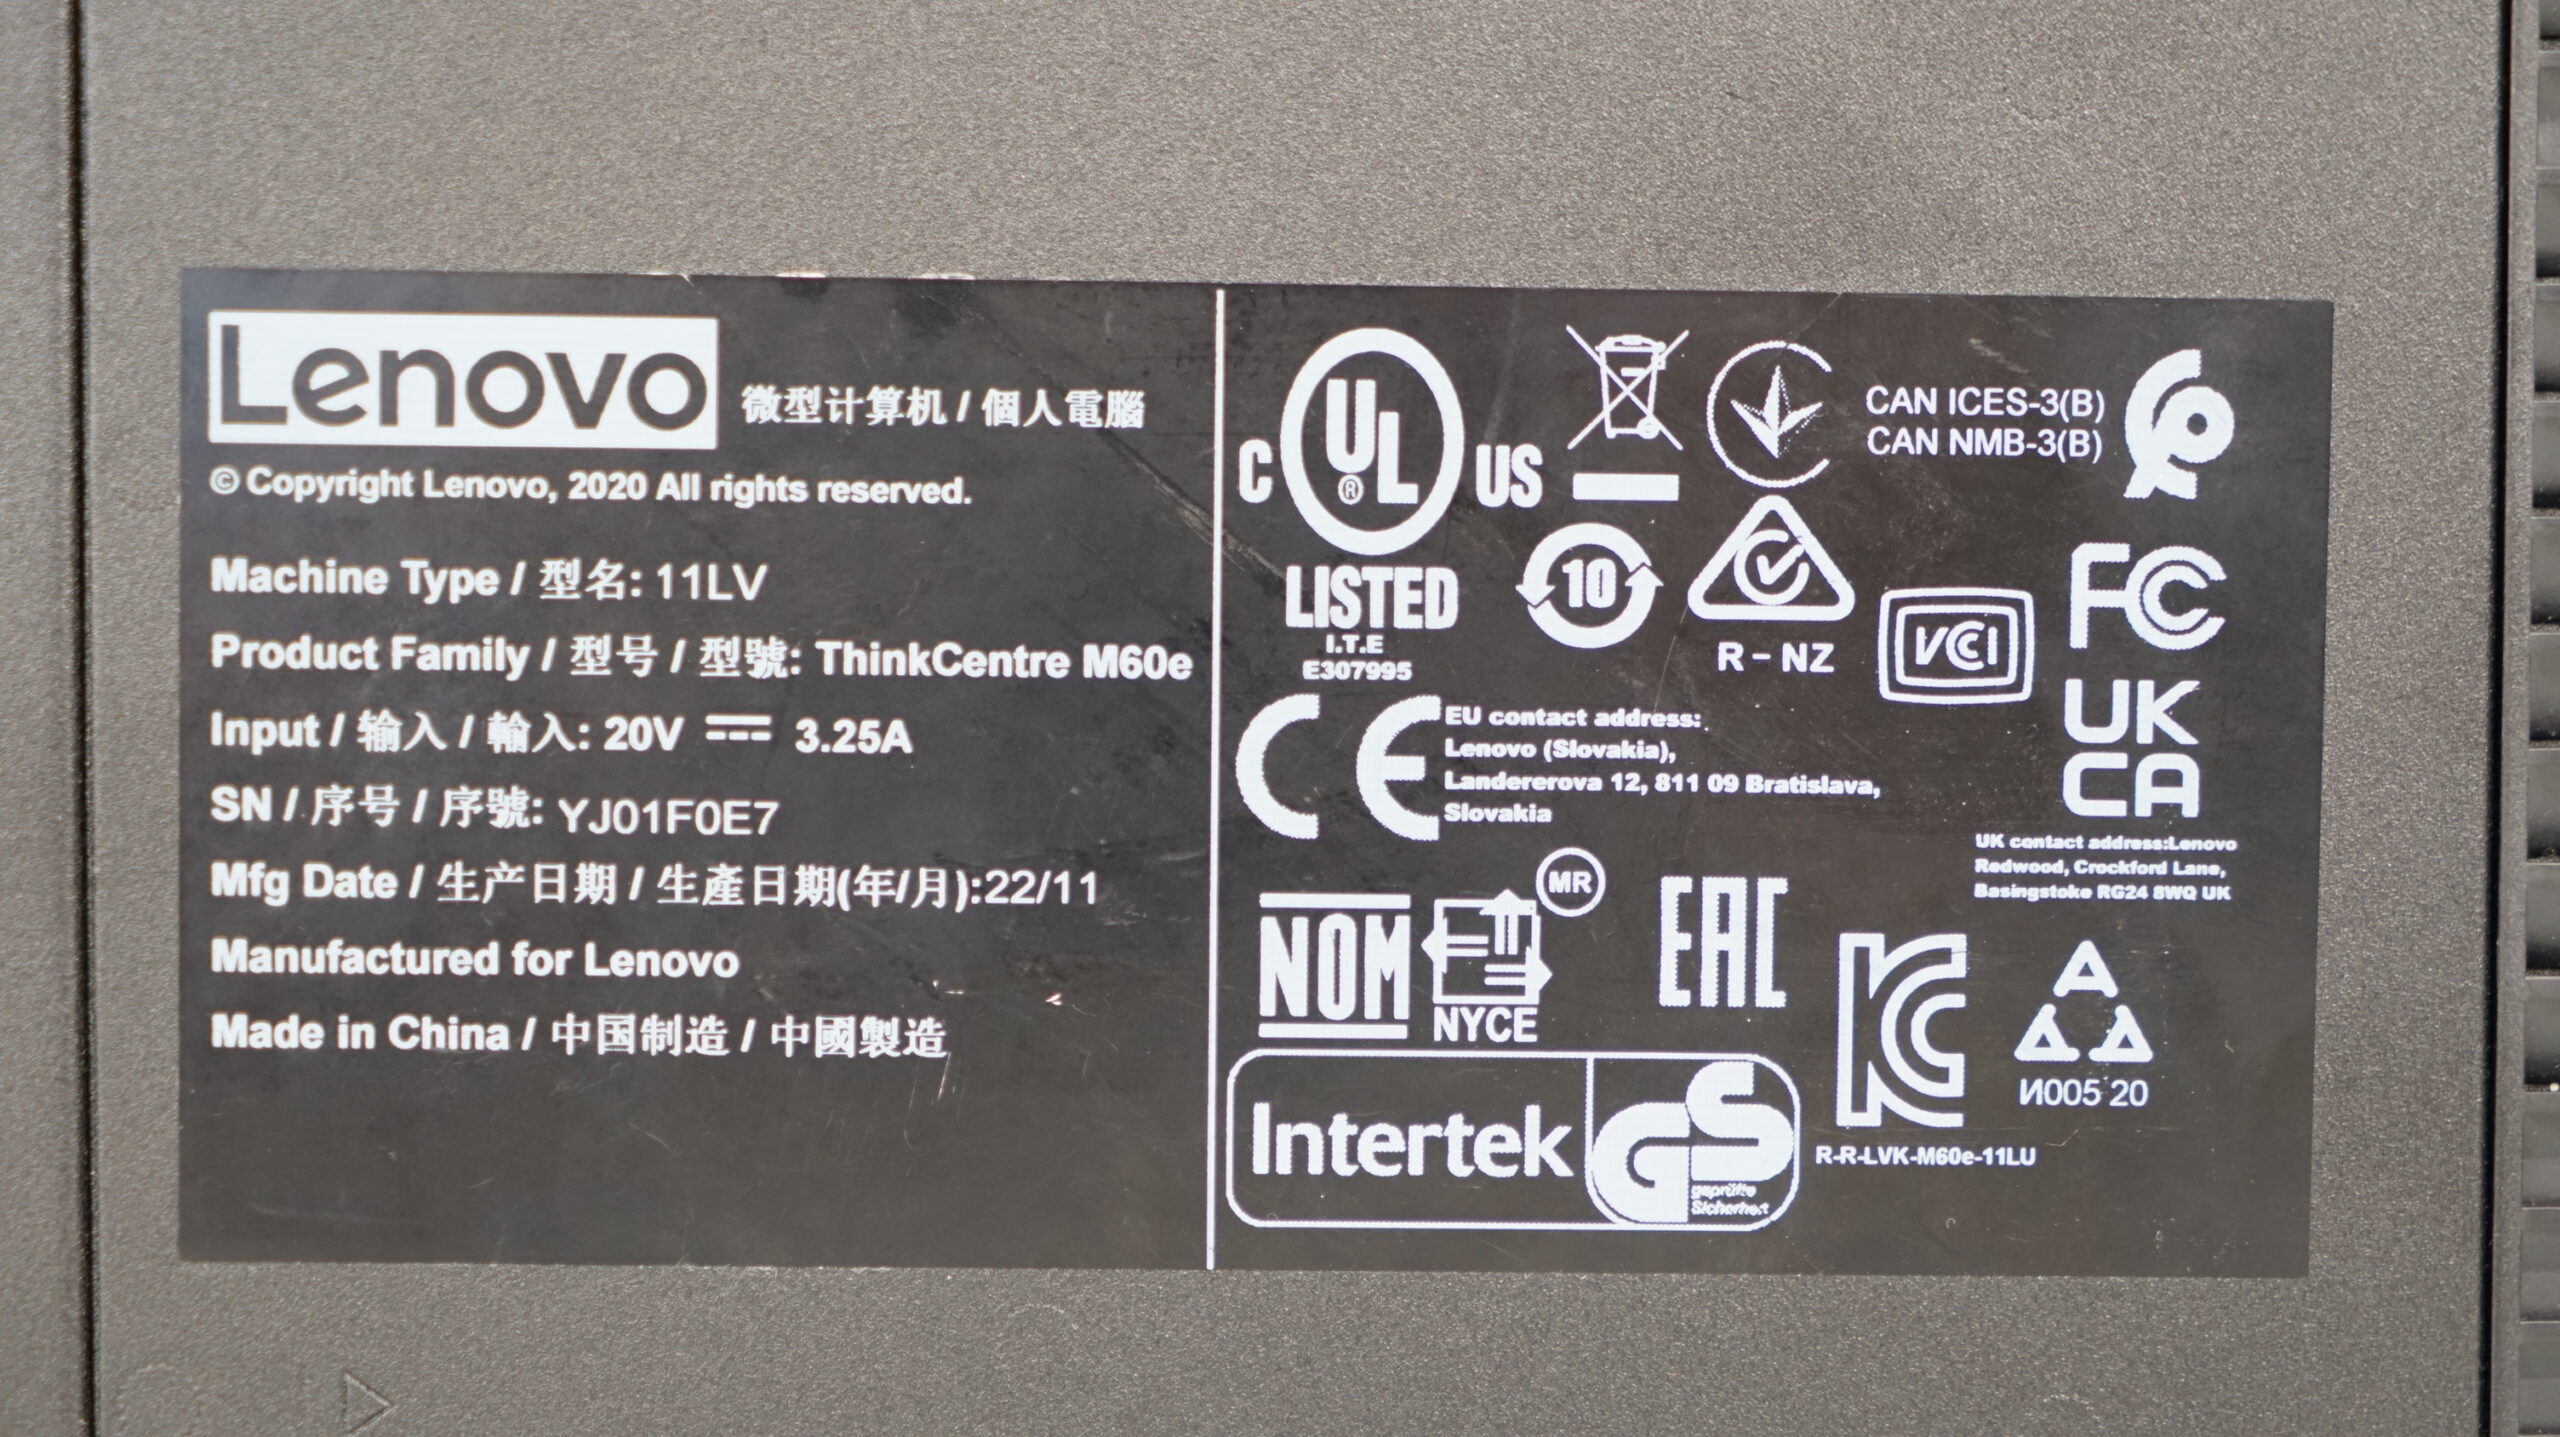 Lenovo 微型计算机 / 個人電腦
© Copyright Lenovo, 2020 All rights reserved.
Machine Type / 型名: 11LV
Product Family / 型号 / 型號: ThinkCentre M60e
Input / 输入 / 輸入: 20V 3.25A
SN / 序号 / 序號: YJ01F0E7
Mfg Date / 生产日期 / 生產日期(年/月):22/11
Manufactured for Lenovo
Made in China / 中国制造 / 中國製造
C UL ® US
LISTED
I.T.E
E307995
CAN ICES-3(B)
CAN NMB-3(B)
10
R-NZ
VCCI
FC
CE
EU contact address:
Lenovo (Slovakia),
Landererova 12, 811 09 Bratislava,
Slovakia
UK
CA
UK contact address:Lenovo
Redwood, Crockford Lane,
Basingstoke RG24 8WQ UK
NOM
NYCE
MR
EAC
KC
R-R-LVK-M60e-11LU
И005 20
Intertek
GS
geprüfte
Sicherheit